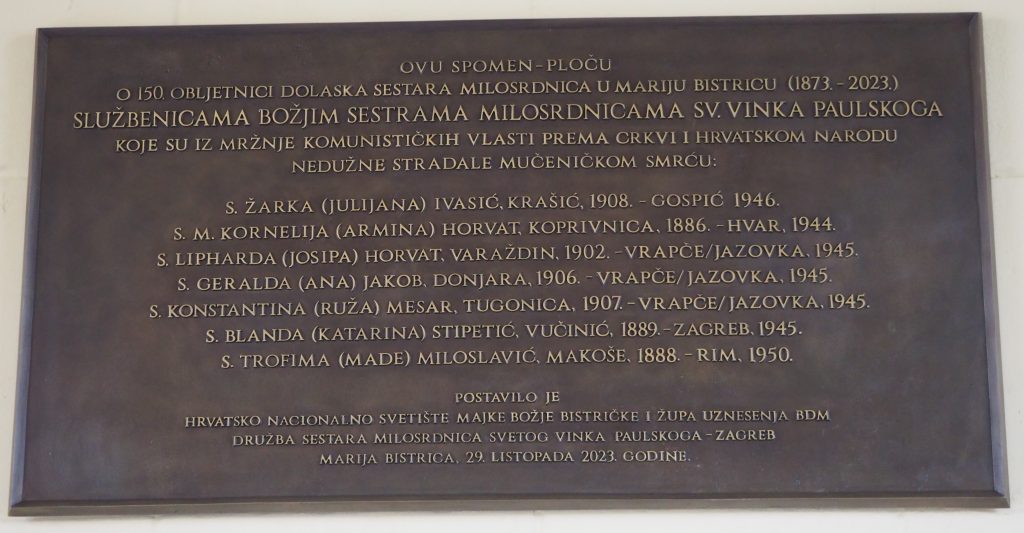 OVU SPOMEN-PLOČU
O 150. OBLJETNICI DOLASKA SESTARA MILOSRDNICA U MARIJU BISTRICU (1873.-2023.)
SLUŽBENICAMA BOŽJIM SESTRAMA MILOSRDNICAMA SV. VINKA PAULSKOGA
KOJE SU IZ MRŽNJE KOMUNISTIČKIH VLASTI PREMA CRKVI I HRVATSKOM NARODU
NEDUŽNE STRADALE MUČENIČKOM SMRĆU:
S. ŽARKA (JULIJANA) IVASIĆ, KRAŠIĆ, 1908. - GOSPIĆ 1946.
S. M. KORNELIJA (ARMINA) HORVAT, KOPRIVNICA, 1886. - HVAR, 1944.
S. LIPHARDA (JOSIPA) HORVAT, VARAŽDIN, 1902. - VRAPČE/JAZOVKA, 1945.
S. GERALDA (ANA) JAKOB, DONJARA, 1906. - VRAPČE/JAZOVKA, 1945.
S. KONSTANTINA (RUŽA) MESAR, TUGONICA, 1907. - VRAPČE/JAZOVKA, 1945.
S. BLANDA (KATARINA) STIPETIĆ, VUČINIĆ, 1889. - ZAGREB, 1945.
S. TROFIMA (MADE) MILOSLAVIĆ, MAKOŠE, 1888. - RIM, 1950.
POSTAVILO JE
HRVATSKO NACIONALNO SVETIŠTE MAJKE BOŽJE BISTRIČKE I ŽUPA UZNESENJA BDM
DRUŽBA SESTARA MILOSRDNICA SVETOG VINKA PAULSKOGA - ZAGREB
MARIJA BISTRICA, 29. LISTOPADA 2023. GODINE.